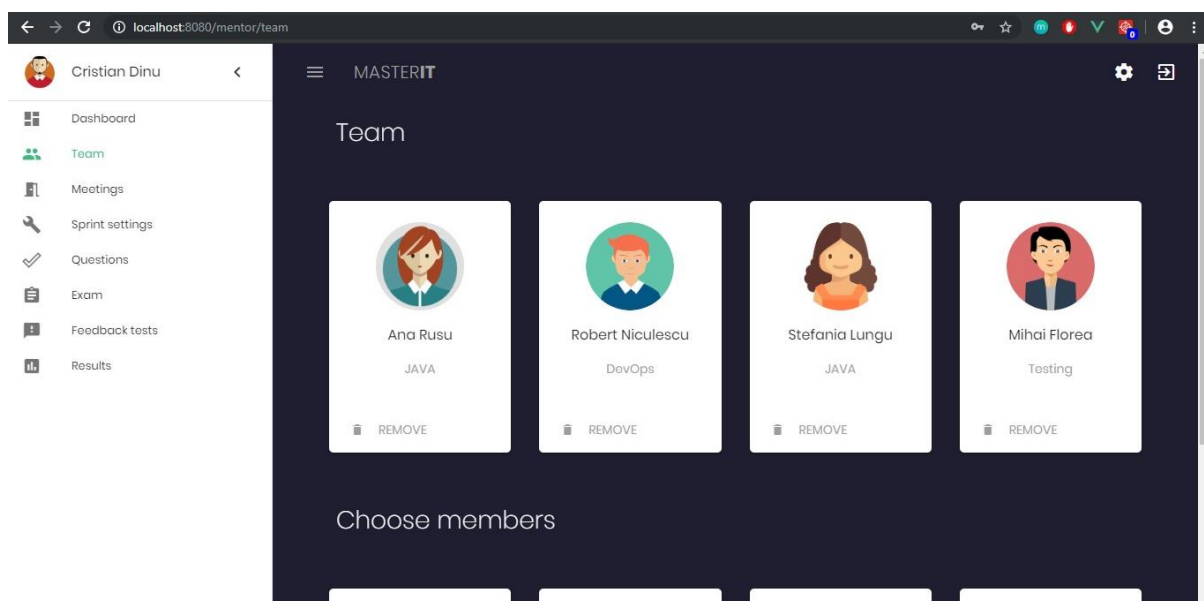 localhost:8080/mentor/team
0
Cristian Dinu
MASTERIT
Dashboard
Team
Meetings
Sprint settings
Questions
Exam
Feedback tests
Results
Team
Ana Rusu
JAVA
REMOVE
Robert Niculescu
DevOps
REMOVE
Stefania Lungu
JAVA
REMOVE
Mihai Florea
Testing
REMOVE
Choose members